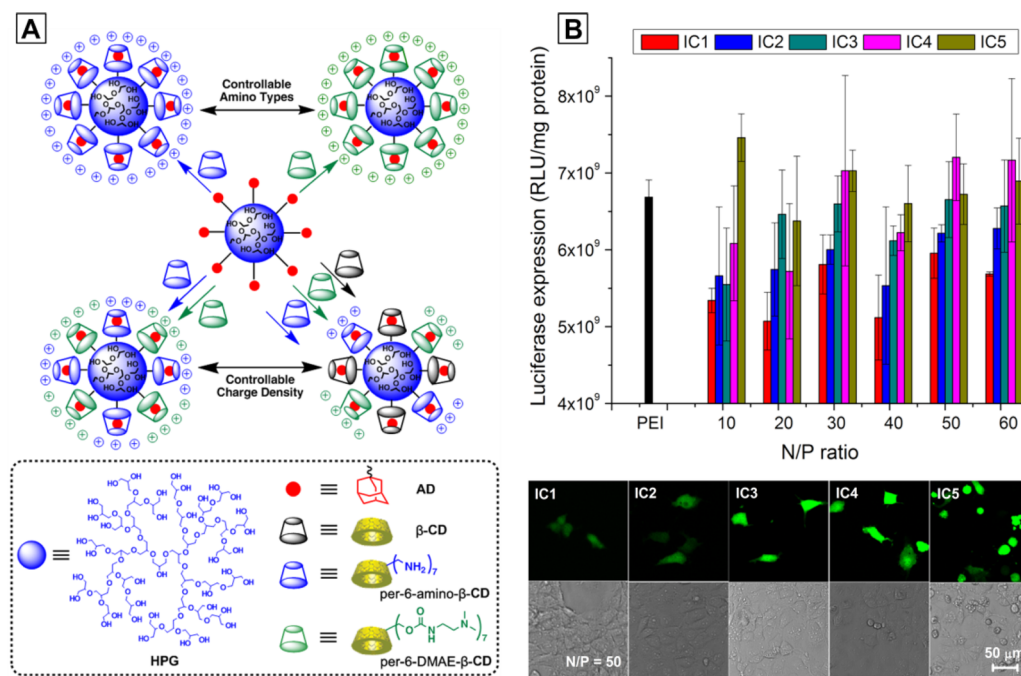 A
Controllable
Amino Types
Controllable
Charge Density
HPG
AD
β-CD
(NH2)7
per-6-amino-β-CD
per-6-DMAE-β-CD
B
IC1 IC2 IC3 IC4 IC5
Luciferase expression (RLU/mg protein)
8x10⁹
7x10⁹
6x10⁹
5x10⁹
4x10⁹
PEI 10 20 30 40 50 60
N/P ratio
IC1 IC2 IC3 IC4 IC5
N/P = 50
50 μm